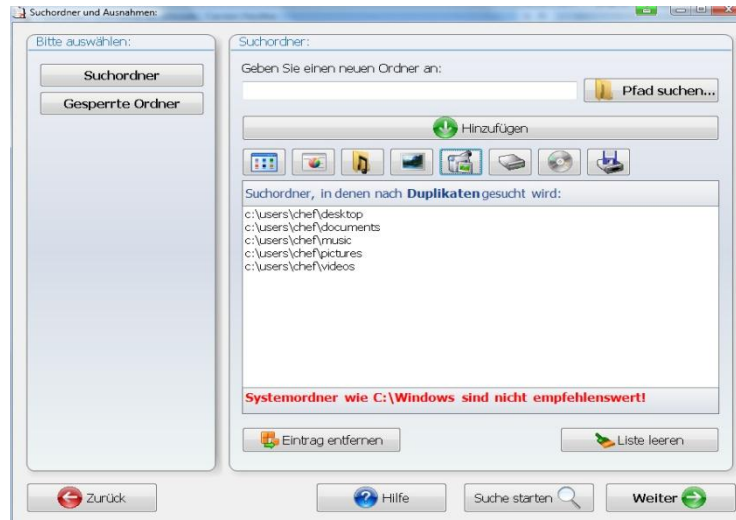 Suchordner und Ausnahmen:
Bitte auswählen:
Suchordner
Gesperrte Ordner
Suchordner:
Geben Sie einen neuen Ordner an:
Pfad suchen...
Hinzufügen
Suchordner, in denen nach Duplikaten gesucht wird:
c:\users\chef\desktop
c:\users\chef\documents
c:\users\chef\music
c:\users\chef\pictures
c:\users\chef\videos
Systemordner wie C:\Windows sind nicht empfehlenswert!
Eintrag entfernen
Liste leeren
Zurück
Hilfe
Suche starten
Weiter